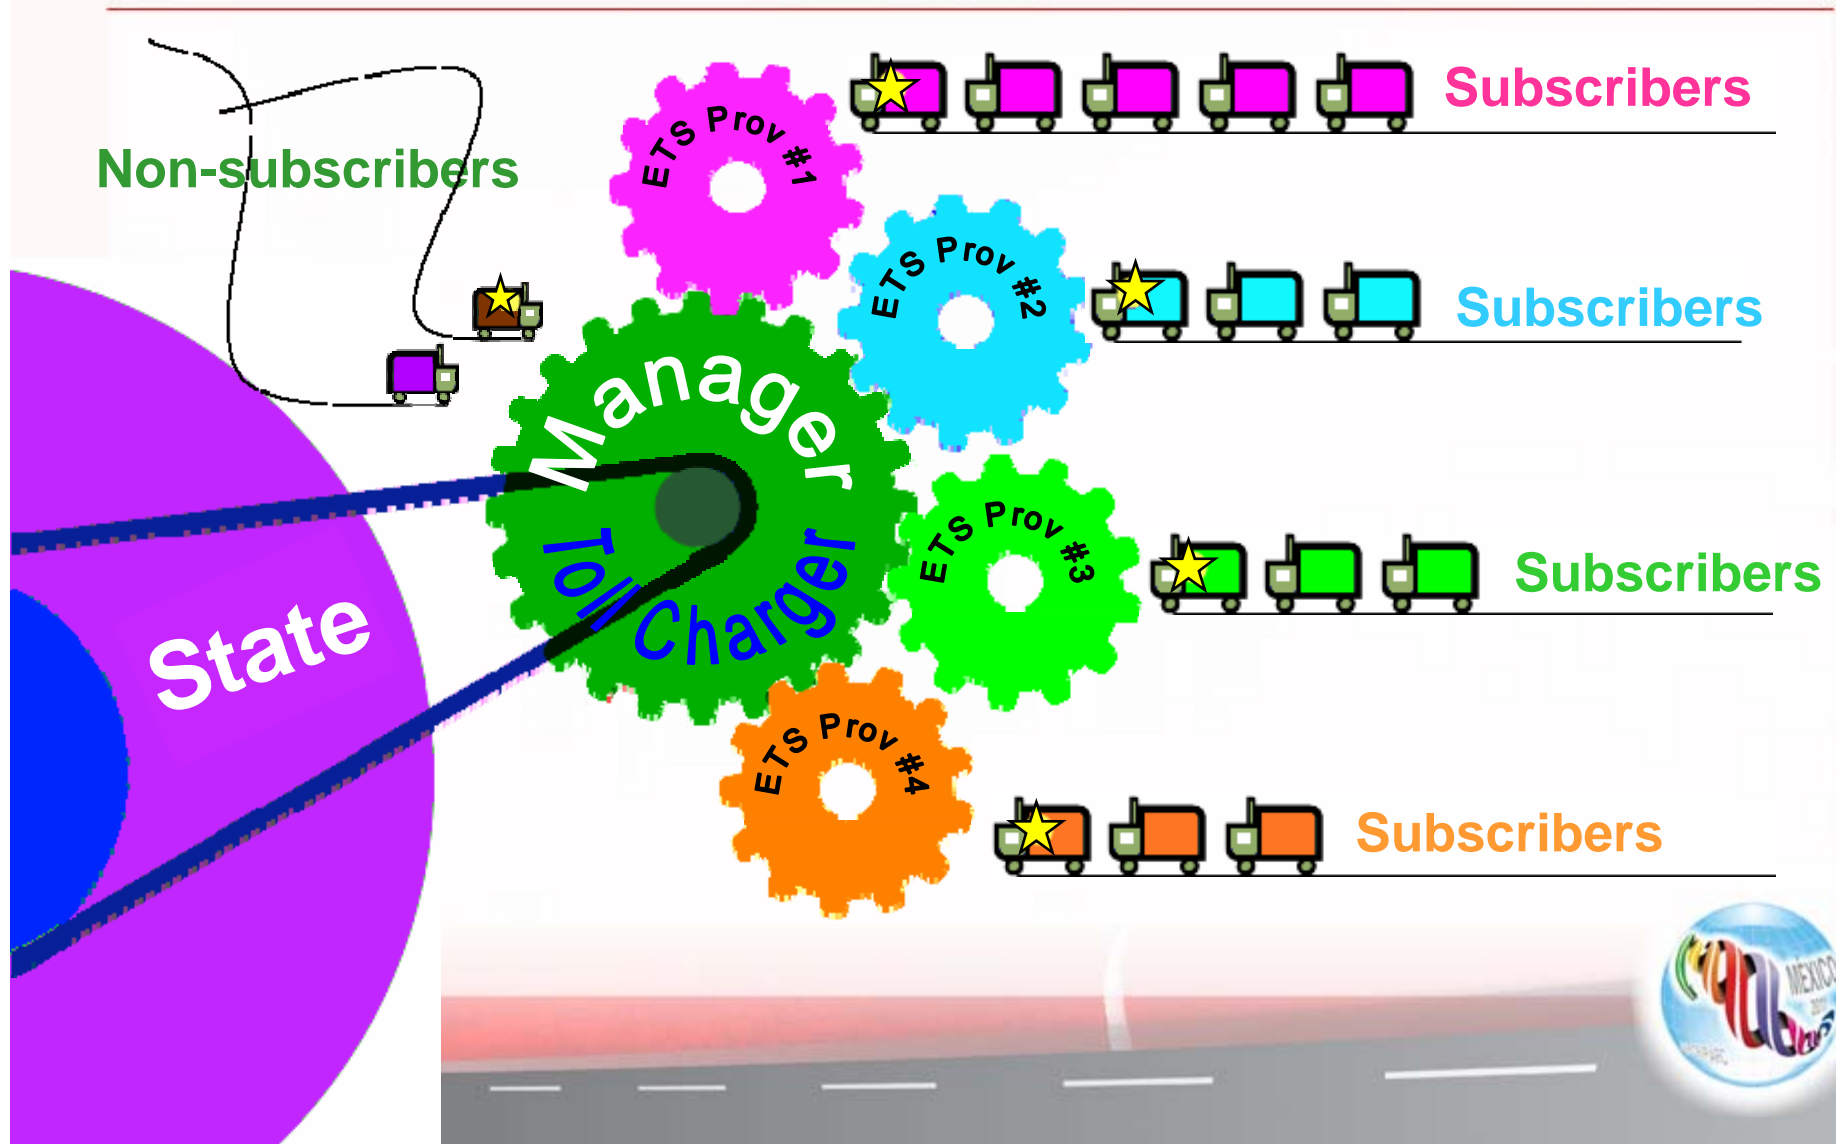 Subscribers
ETS Prov #1
Non-subscribers
ETS Prov #2
Subscribers
Manager
ETS Prov #3
Toll Charger
Subscribers
State
ETS Prov #4
Subscribers
MÉXICO